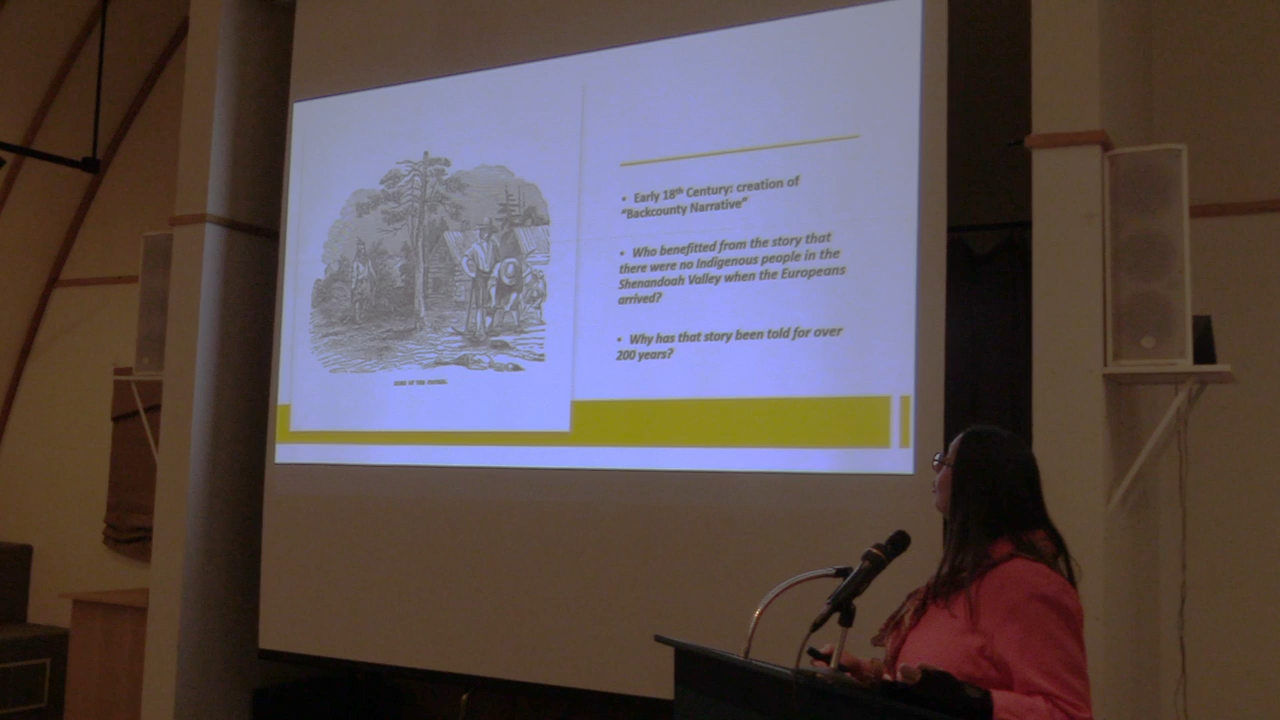 • Early 18th Century: creation of
"Backcounty Narrative"
• Who benefitted from the story that
there were no Indigenous people in the
Shenandoah Valley when the Europeans
arrived?
• Why has that story been told for over
200 years?